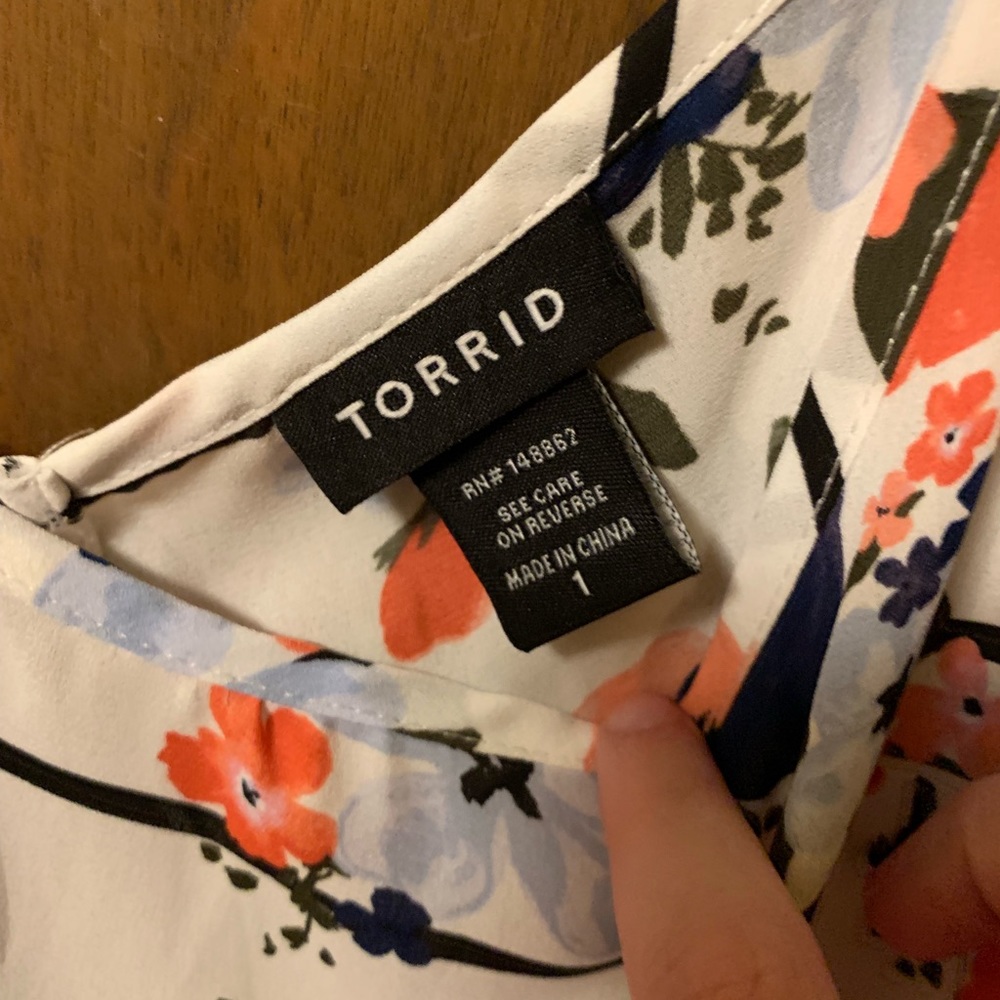 TORRID
RN# 148862
SEE CARE
ON REVERSE
MADE IN CHINA
1